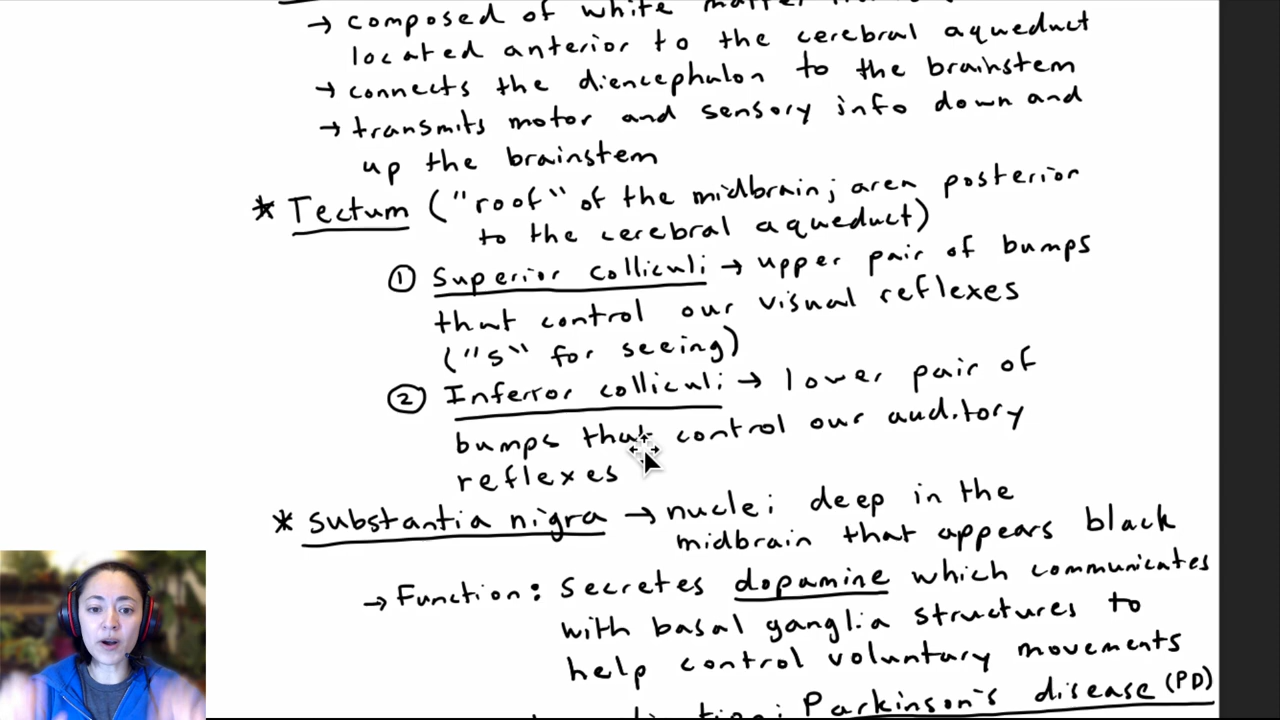 → composed of white matter
located anterior to the cerebral aqueduct
→ connects the diencephalon to the brainstem
→ transmits motor and sensory info down and
up the brainstem
* Tectum ("roof" of the midbrain; area posterior
to the cerebral aqueduct)
① Superior colliculi → upper pair of bumps
that control our visual reflexes
("s" for seeing)
② Inferior colliculi → lower pair of
bumps that control our auditory
reflexes
* substantia nigra → nuclei deep in the
midbrain that appears black
→ Function: secretes dopamine which communicates
with basal ganglia structures to
help control voluntary movements
Parkinson's disease (PD)